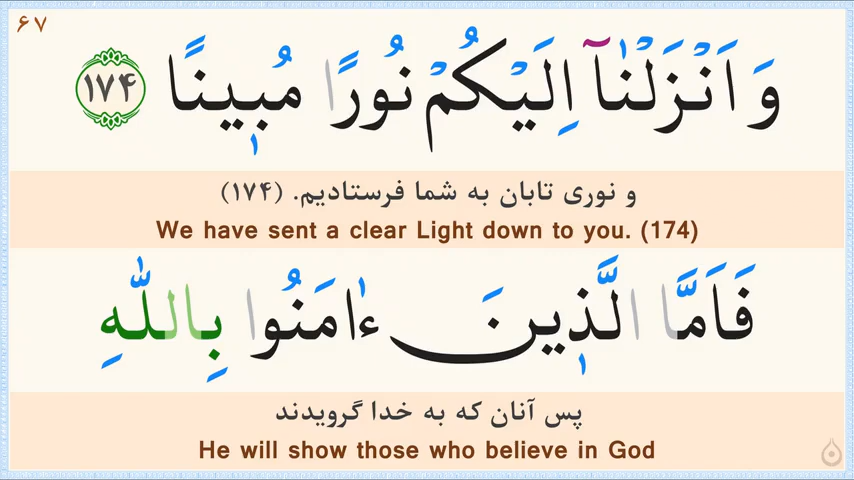 ۶۷
وَ اَنْزَلْنٰآ اِلَيْكُمْ نُورًا مُبٖينًا ﴿۱۷۴﴾
و نوری تابان به شما فرستادیم. (۱۷۴)
We have sent a clear Light down to you. (174)
فَاَمَّا الَّذٖينَ ءٰامَنُوا بِاللّٰهِ
پس آنان که به خدا گرویدند
He will show those who believe in God